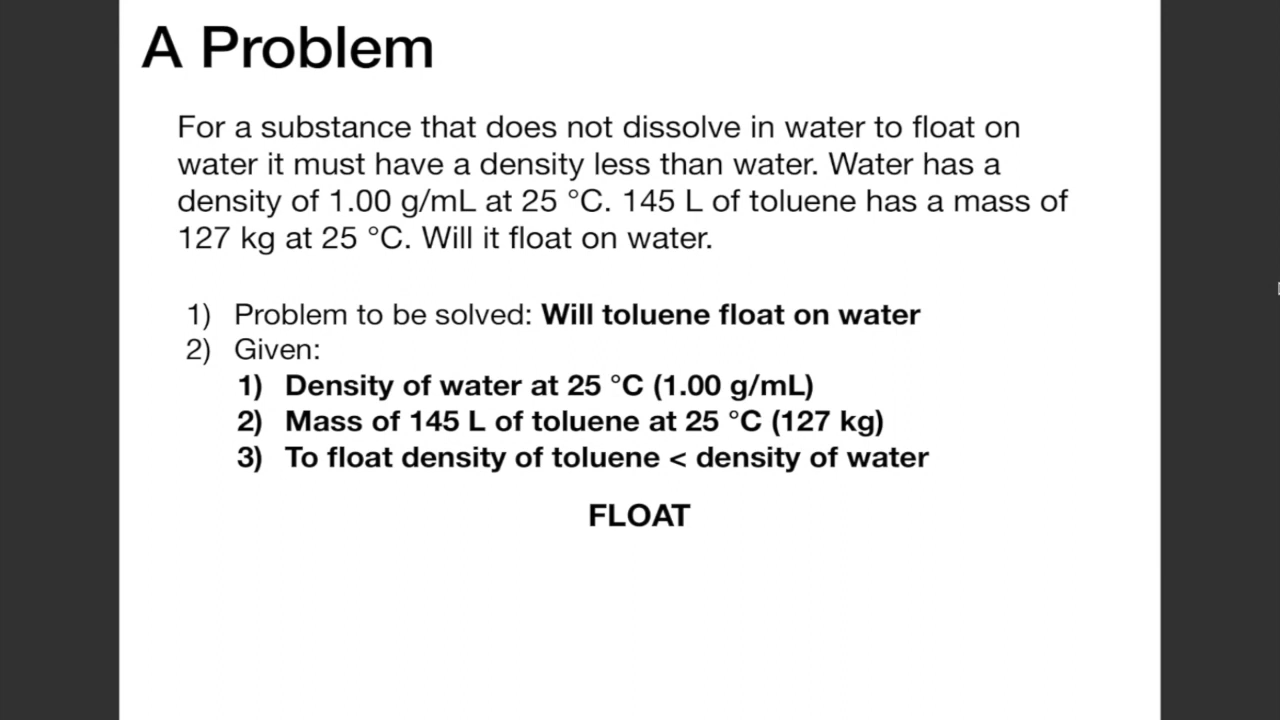 A Problem
For a substance that does not dissolve in water to float on
water it must have a density less than water. Water has a
density of 1.00 g/mL at 25 °C. 145 L of toluene has a mass of
127 kg at 25 °C. Will it float on water.
1) Problem to be solved: Will toluene float on water
2) Given:
1) Density of water at 25 °C (1.00 g/mL)
2) Mass of 145 L of toluene at 25 °C (127 kg)
3) To float density of toluene < density of water
FLOAT